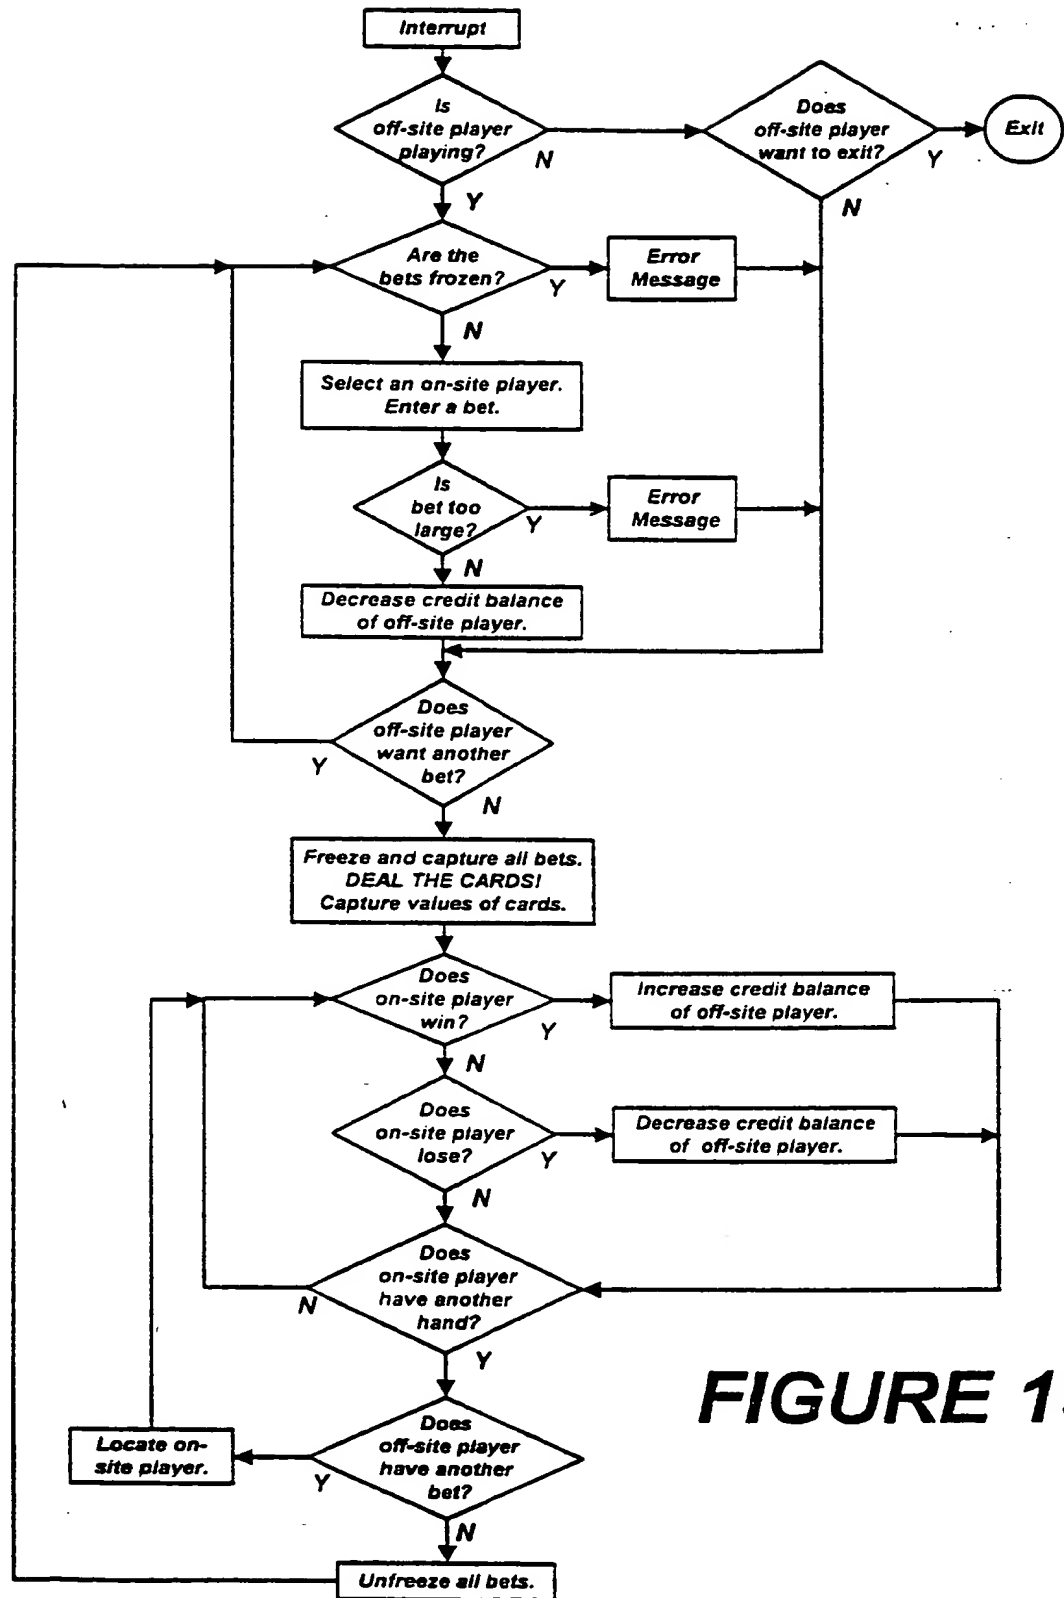 Interrupt
Is
off-site player
playing?
N
Y
Does
off-site player
want to exit?
Y
N
Exit
Are the
bets frozen?
Y
N
Error
Message
Select an on-site player.
Enter a bet.
Is
bet too
large?
Y
N
Error
Message
Decrease credit balance
of off-site player.
Does
off-site player
want another
bet?
Y
N
Freeze and capture all bets.
DEAL THE CARDS!
Capture values of cards.
Does
on-site player
win?
Y
N
Increase credit balance
of off-site player.
Does
on-site player
lose?
Y
N
Decrease credit balance
of off-site player.
Does
on-site player
have another
hand?
N
Y
Does
off-site player
have another
bet?
Y
N
Locate on-
site player.
Unfreeze all bets.
FIGURE 1